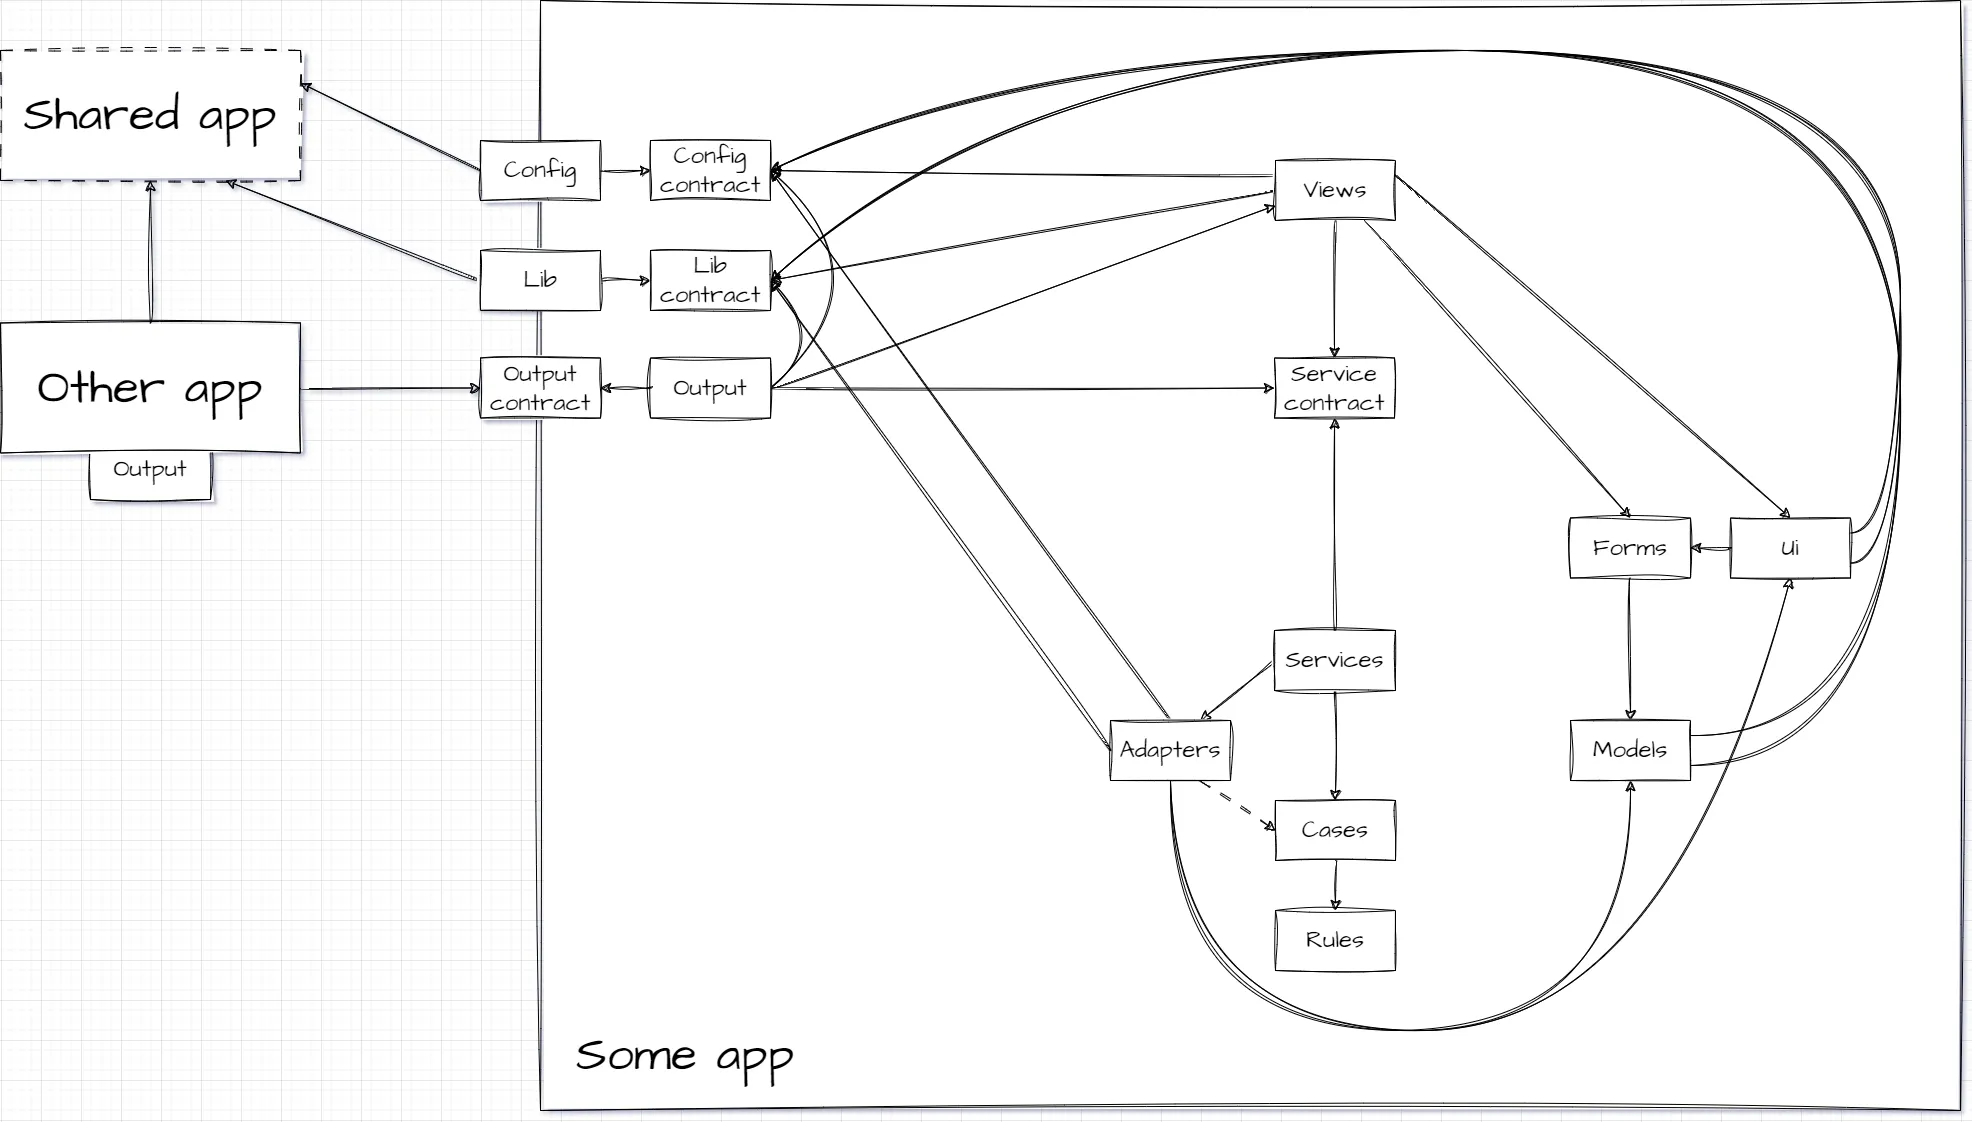 Shared app
Config
Config
contract
Views
Lib
Lib
contract
Other app
Output
contract
Output
Service
contract
Output
Forms
Ui
Services
Adapters
Models
Cases
Rules
Some app